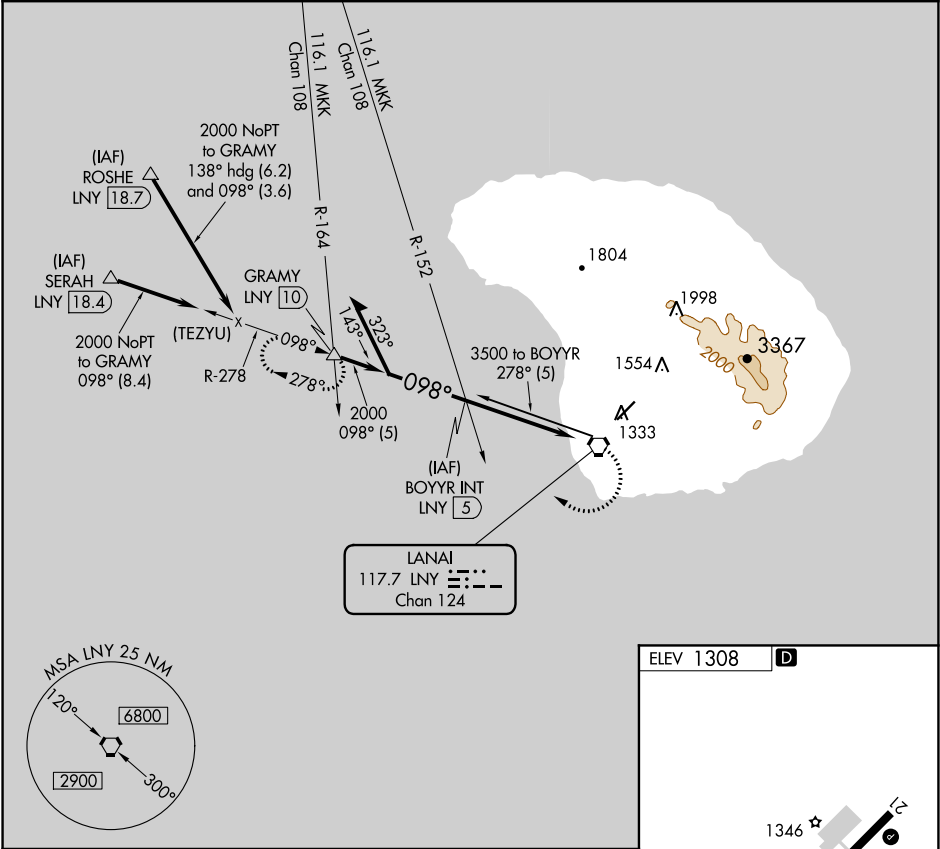 116.1 MKK
Chan 108
116.1 MKK
Chan 108
2000 NoPT
to GRAMY
138° hdg (6.2)
and 098° (3.6)
(IAF)
ROSHE
LNY 18.7
R-164
R-152
(IAF)
SERAH
LNY 18.4
GRAMY
LNY 10
1804
1998
3367
2000
1554
1333
(TEZYU)
098°
278°
143°
323°
098°
2000 NoPT
to GRAMY
098° (8.4)
R-278
3500 to BOYYR
278° (5)
2000
098° (5)
(IAF)
BOYYR INT
LNY 5
LANAI
117.7 LNY
Chan 124
MSA LNY 25 NM
120°
6800
2900
300°
ELEV 1308 D
1346
21
P